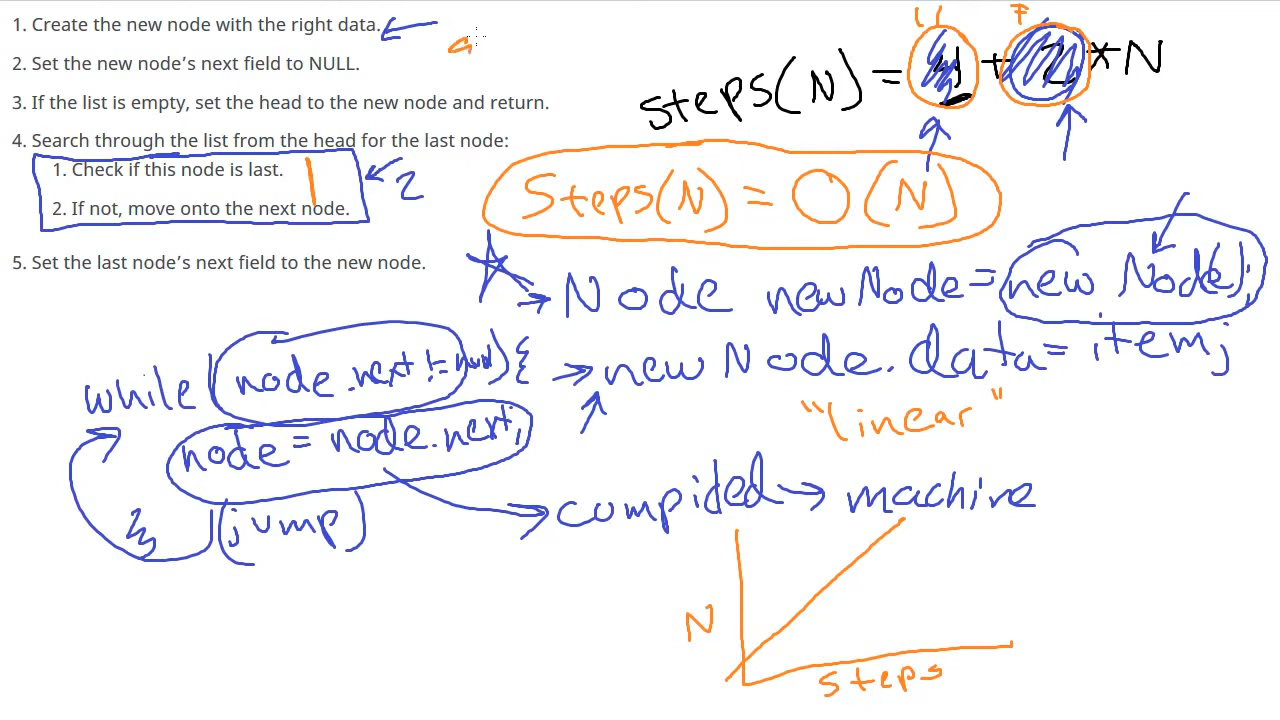 1. Create the new node with the right data.
2. Set the new node's next field to NULL.
3. If the list is empty, set the head to the new node and return.
4. Search through the list from the head for the last node:
1. Check if this node is last.
2. If not, move onto the next node.
2
5. Set the last node's next field to the new node.
11 7
steps(N) = + 2 * N
Steps(N) = O(N)
Node newNode = new Node();
newNode.data = item;
"linear"
while (node.next != null) {
node = node.next;
(jump)
compided → machine
N
steps